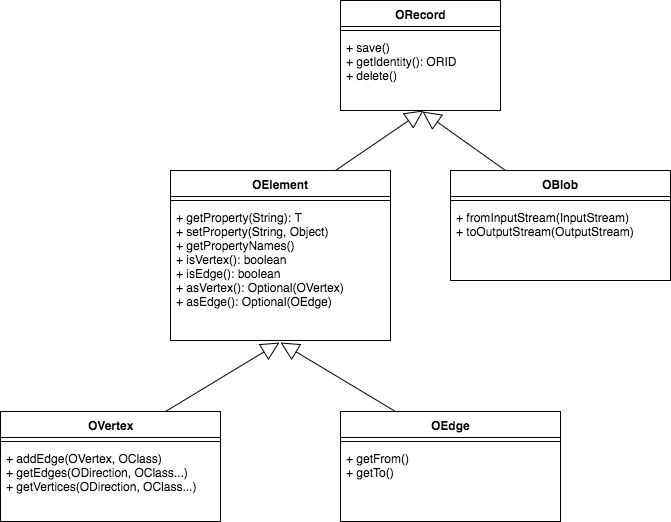 ORecord
+ save()
+ getIdentity(): ORID
+ delete()
OElement
+ getProperty(String): T
+ setProperty(String, Object)
+ getPropertyNames()
+ isVertex(): boolean
+ isEdge(): boolean
+ asVertex(): Optional(OVertex)
+ asEdge(): Optional(OEdge)
OBlob
+ fromInputStream(InputStream)
+ toOutputStream(OutputStream)
OVertex
+ addEdge(OVertex, OClass)
+ getEdges(ODirection, OClass...)
+ getVertices(ODirection, OClass...)
OEdge
+ getFrom()
+ getTo()